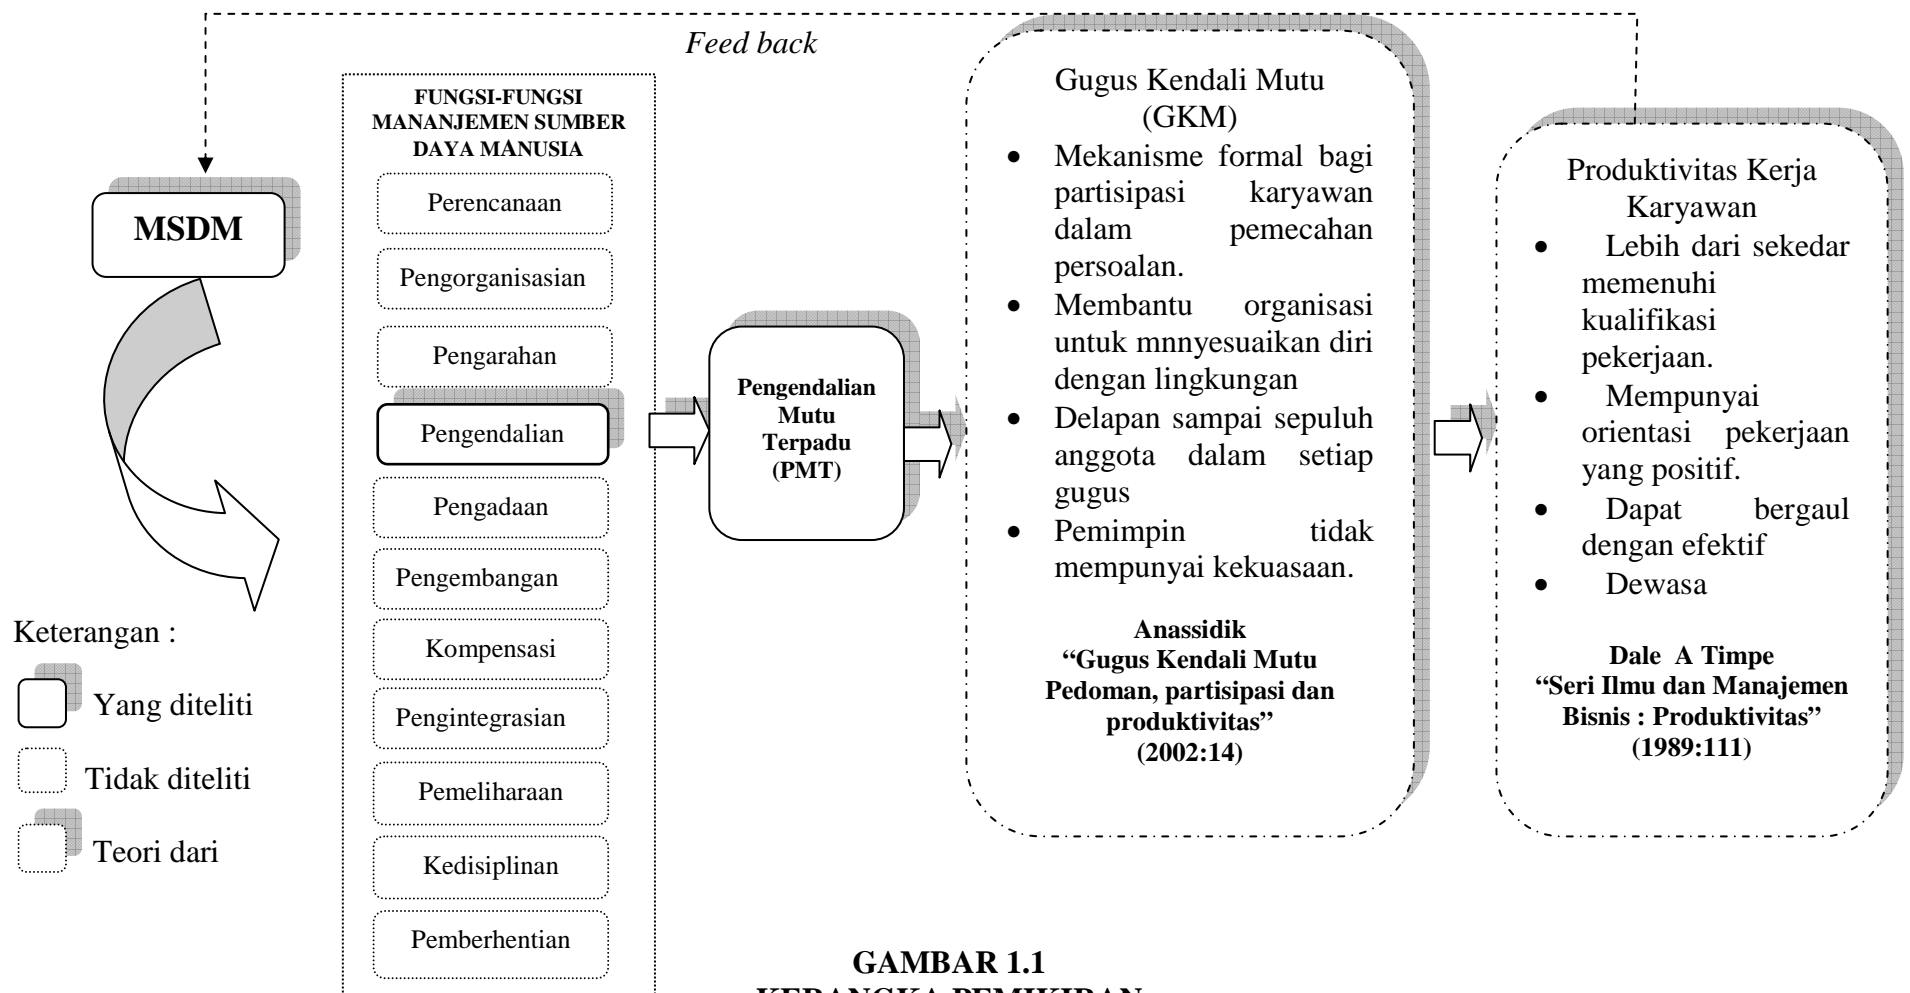 Feed back
MSDM
FUNGSI-FUNGSI
MANANJEMEN SUMBER
DAYA MANUSIA
Perencanaan
Pengorganisasian
Pengarahan
Pengendalian
Pengadaan
Pengembangan
Kompensasi
Pengintegrasian
Pemeliharaan
Kedisiplinan
Pemberhentian
Pengendalian
Mutu
Terpadu
(PMT)
Gugus Kendali Mutu
(GKM)
• Mekanisme formal bagi
partisipasi karyawan
dalam pemecahan
persoalan.
• Membantu organisasi
untuk mnnyesuaikan diri
dengan lingkungan
• Delapan sampai sepuluh
anggota dalam setiap
gugus
• Pemimpin tidak
mempunyai kekuasaan.
Anassidik
“Gugus Kendali Mutu
Pedoman, partisipasi dan
produktivitas”
(2002:14)
Produktivitas Kerja
Karyawan
• Lebih dari sekedar
memenuhi
kualifikasi
pekerjaan.
• Mempunyai
orientasi pekerjaan
yang positif.
• Dapat bergaul
dengan efektif
• Dewasa
Dale A Timpe
“Seri Ilmu dan Manajemen
Bisnis : Produktivitas”
(1989:111)
Keterangan :
Yang diteliti
Tidak diteliti
Teori dari
GAMBAR 1.1
KERANGKA PEMIKIRAN